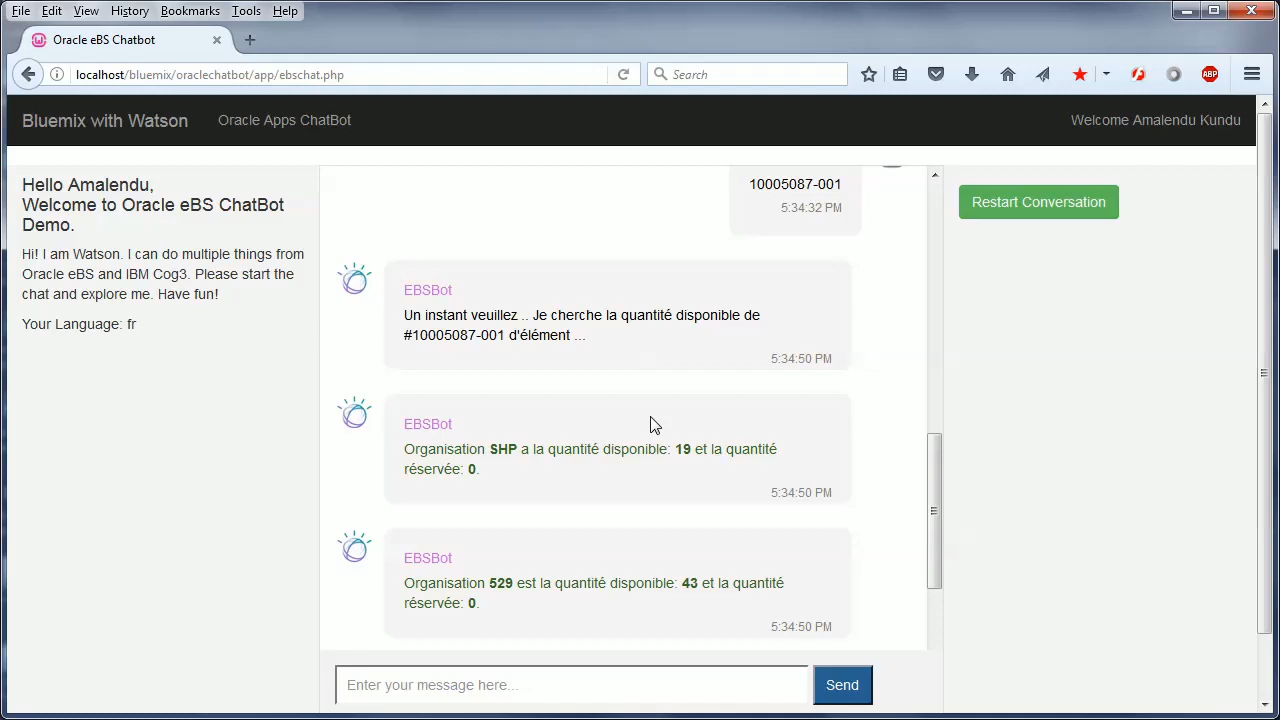 File Edit View History Bookmarks Tools Help
Oracle eBS Chatbot
localhost/bluemix/oraclechatbot/app/ebschat.php
Search
ABP
Bluemix with Watson
Oracle Apps ChatBot
Welcome Amalendu Kundu
Hello Amalendu,
Welcome to Oracle eBS ChatBot
Demo.
Hi! I am Watson. I can do multiple things from
Oracle eBS and IBM Cog3. Please start the
chat and explore me. Have fun!
Your Language: fr
10005087-001
5:34:32 PM
EBSBot
Un instant veuillez .. Je cherche la quantité disponible de
#10005087-001 d'élément ...
5:34:50 PM
EBSBot
Organisation SHP a la quantité disponible: 19 et la quantité
réservée: 0.
5:34:50 PM
EBSBot
Organisation 529 est la quantité disponible: 43 et la quantité
réservée: 0.
5:34:50 PM
Enter your message here...
Send
Restart Conversation